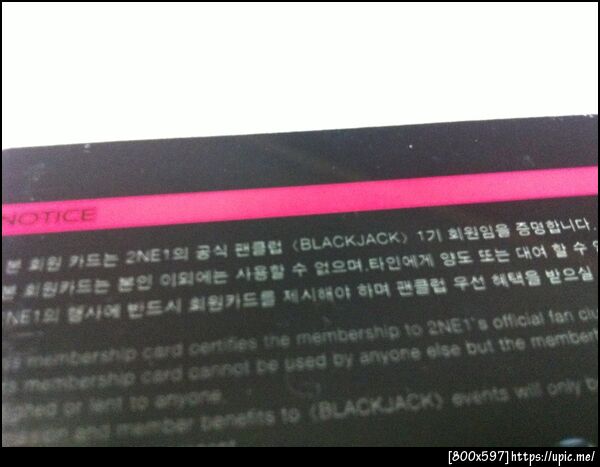 NOTICE
본 회원 카드는 2NE1의 공식 팬클럽 〈BLACKJACK〉 1기 회원임을 증명합니다.
본 회원카드는 본인 이외에는 사용할 수 없으며,타인에게 양도 또는 대여 할 수
2NE1의 행사에 반드시 회원카드를 제시해야 하며 팬클럽 우선 혜택을 받으실
membership card certifies the membership to 2NE1's official fan
membership card cannot be used by anyone else but the
or lent to anyone.
and member benefits to 〈BLACKJACK〉 events will only
[800x597]https://upic.me/